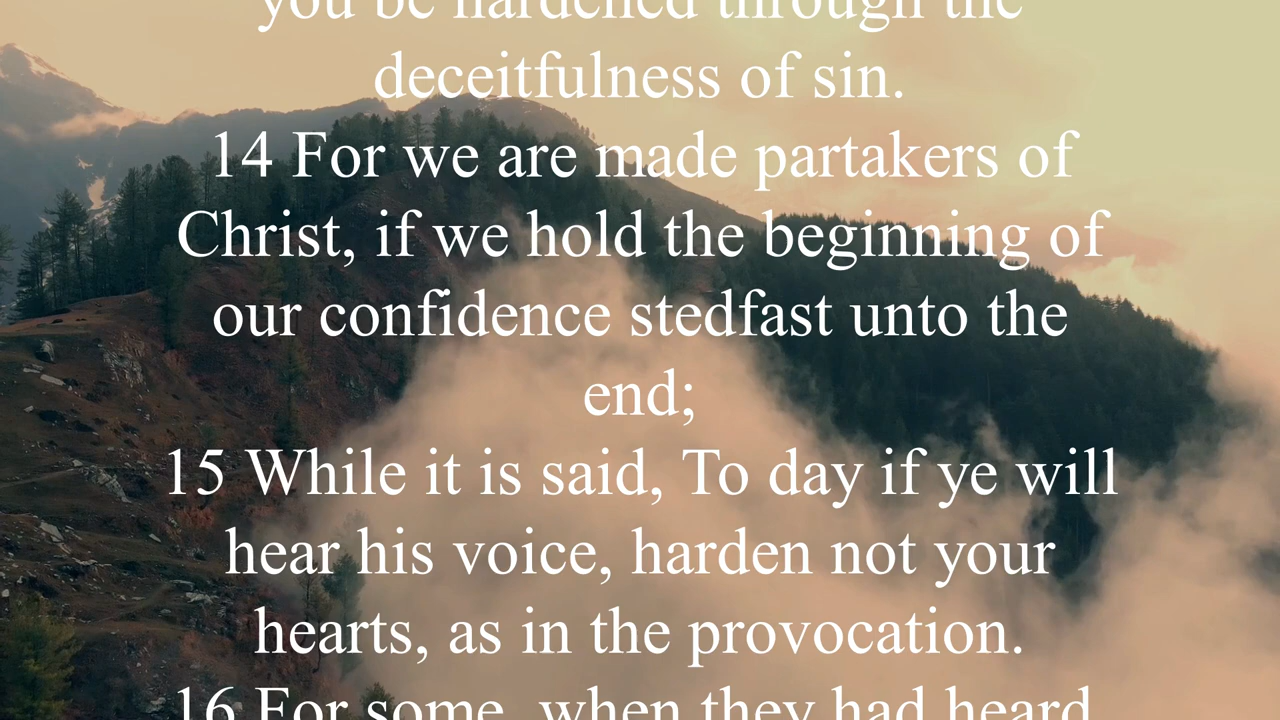 you be hardened through the
deceitfulness of sin.
14 For we are made partakers of
Christ, if we hold the beginning of
our confidence stedfast unto the
end;
15 While it is said, To day if ye will
hear his voice, harden not your
hearts, as in the provocation.
16 For some, when they had heard,